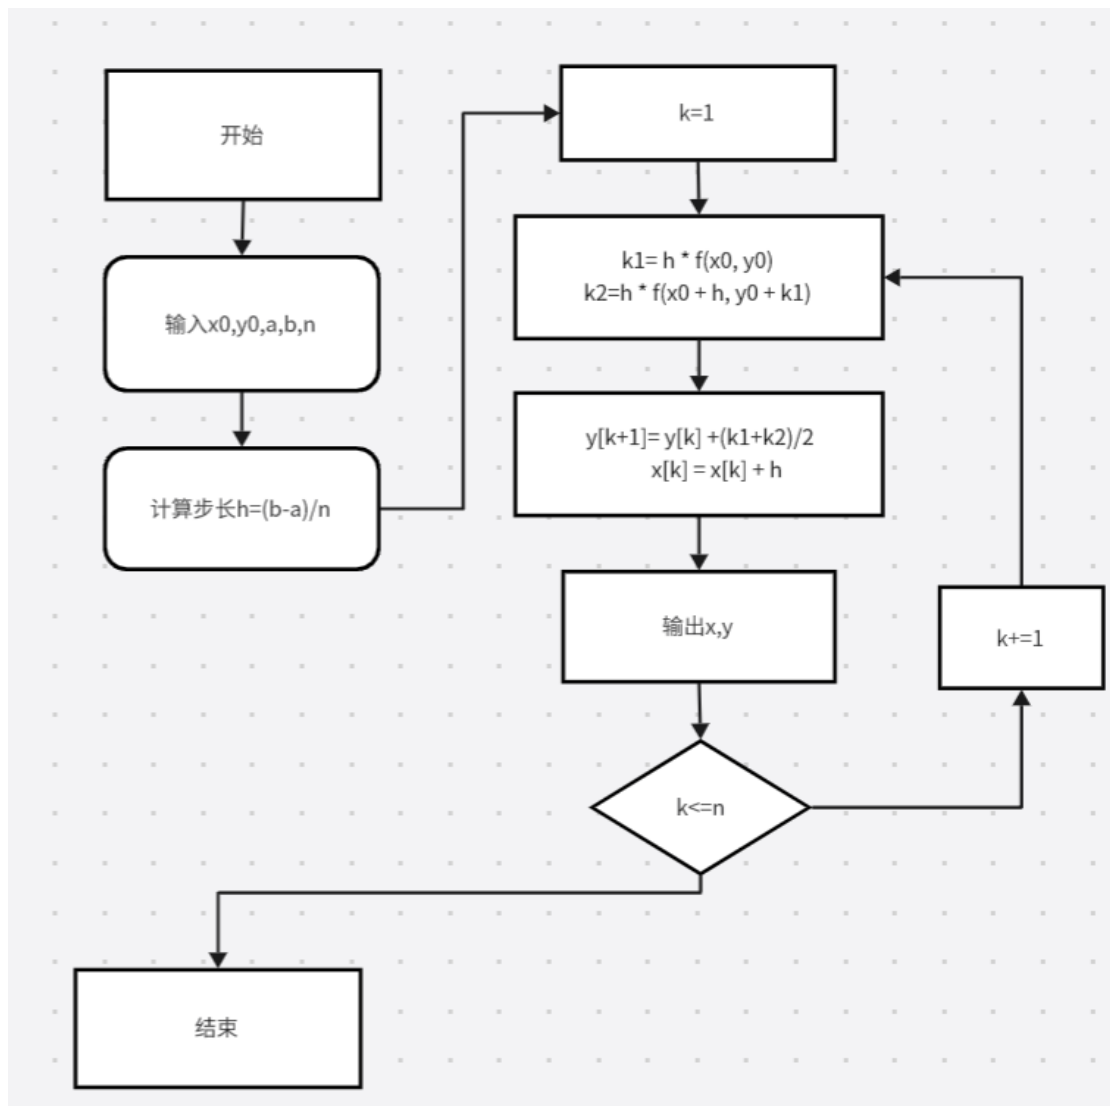 开始
输入x0,y0,a,b,n
计算步长h=(b-a)/n
k=1
k1= h * f(x0, y0)
k2=h * f(x0 + h, y0 + k1)
y[k+1]= y[k] +(k1+k2)/2
x[k] = x[k] + h
输出x,y
k<=n
k+=1
结束